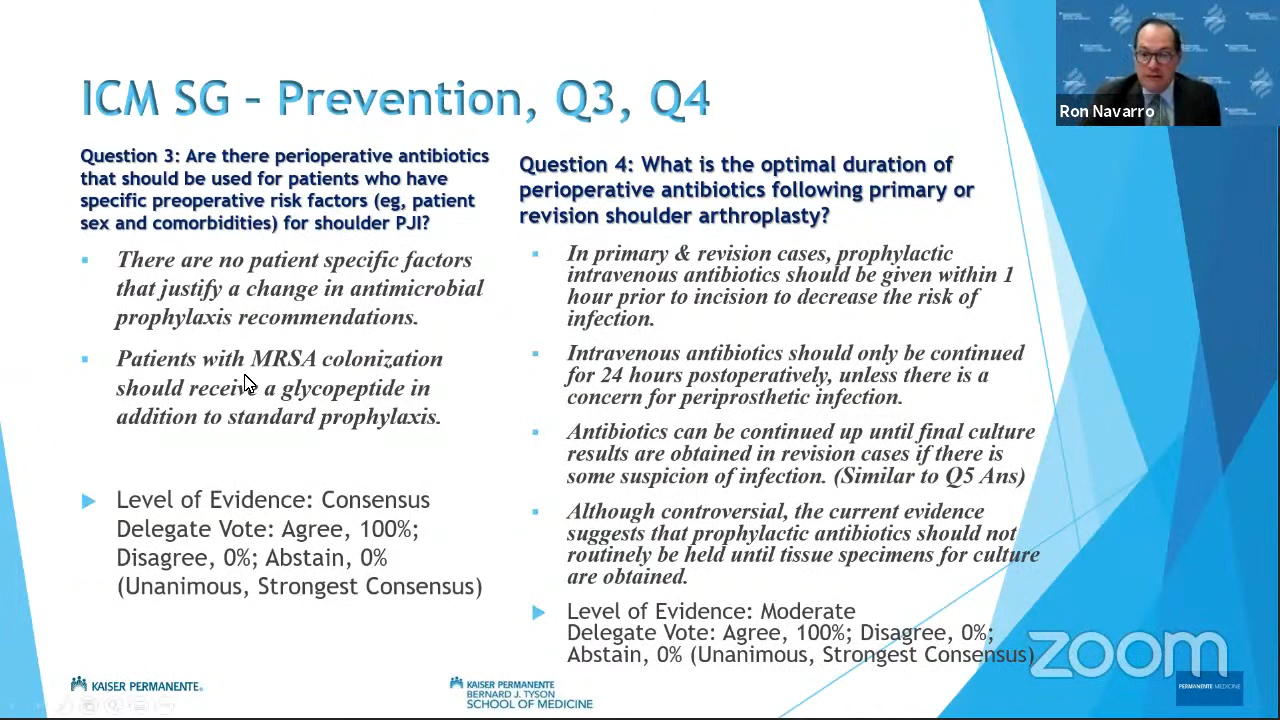 ICM SG – Prevention, Q3, Q4
Ron Navarro
Question 3: Are there perioperative antibiotics
that should be used for patients who have
specific preoperative risk factors (eg, patient
sex and comorbidities) for shoulder PJI?
There are no patient specific factors
that justify a change in antimicrobial
prophylaxis recommendations.
Patients with MRSA colonization
should receive a glycopeptide in
addition to standard prophylaxis.
Level of Evidence: Consensus
Delegate Vote: Agree, 100%;
Disagree, 0%; Abstain, 0%
(Unanimous, Strongest Consensus)
Question 4: What is the optimal duration of
perioperative antibiotics following primary or
revision shoulder arthroplasty?
In primary & revision cases, prophylactic
intravenous antibiotics should be given within 1
hour prior to incision to decrease the risk of
infection.
Intravenous antibiotics should only be continued
for 24 hours postoperatively, unless there is a
concern for periprosthetic infection.
Antibiotics can be continued up until final culture
results are obtained in revision cases if there is
some suspicion of infection. (Similar to Q5 Ans)
Although controversial, the current evidence
suggests that prophylactic antibiotics should not
routinely be held until tissue specimens for culture
are obtained.
Level of Evidence: Moderate
Delegate Vote: Agree, 100%; Disagree, 0%;
Abstain, 0% (Unanimous, Strongest Consensus)
zoom
KAISER PERMANENTE®
KAISER PERMANENTE
BERNARD J. TYSON
SCHOOL OF MEDICINE
PERMANENTE MEDICINE